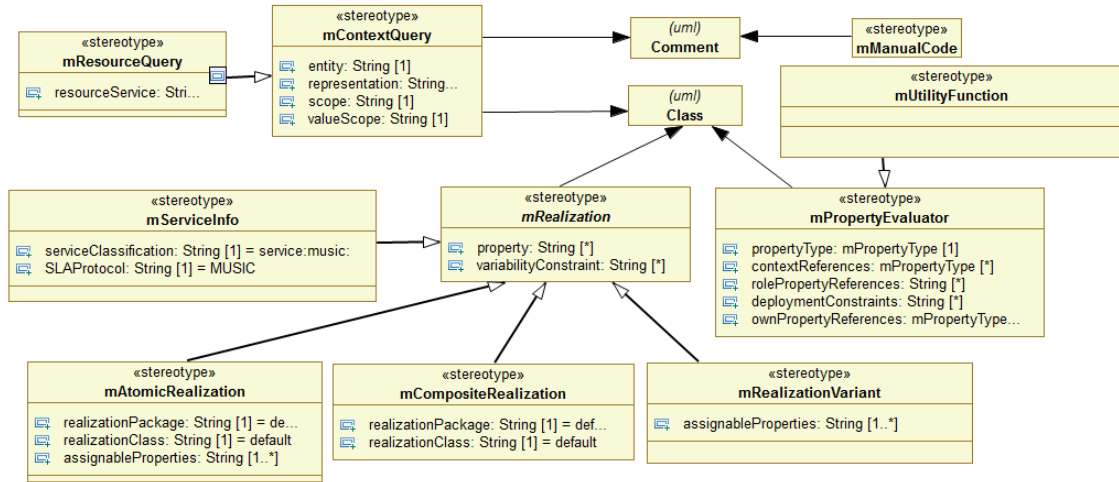 «stereotype»
mResourceQuery
resourceService: Stri...
«stereotype»
mContextQuery
entity: String [1]
representation: String...
scope: String [1]
valueScope: String [1]
(uml)
Comment
«stereotype»
mManualCode
(uml)
Class
«stereotype»
mUtilityFunction
«stereotype»
mServiceInfo
serviceClassification: String [1] = service:music:
SLAProtocol: String [1] = MUSIC
«stereotype»
mRealization
property: String [*]
variabilityConstraint: String [*]
«stereotype»
mPropertyEvaluator
propertyType: mPropertyType [1]
contextReferences: mPropertyType [*]
rolePropertyReferences: String [*]
deploymentConstraints: String [*]
ownPropertyReferences: mPropertyType...
«stereotype»
mAtomicRealization
realizationPackage: String [1] = de...
realizationClass: String [1] = default
assignableProperties: String [1..*]
«stereotype»
mCompositeRealization
realizationPackage: String [1] = def...
realizationClass: String [1] = default
«stereotype»
mRealizationVariant
assignableProperties: String [1..*]